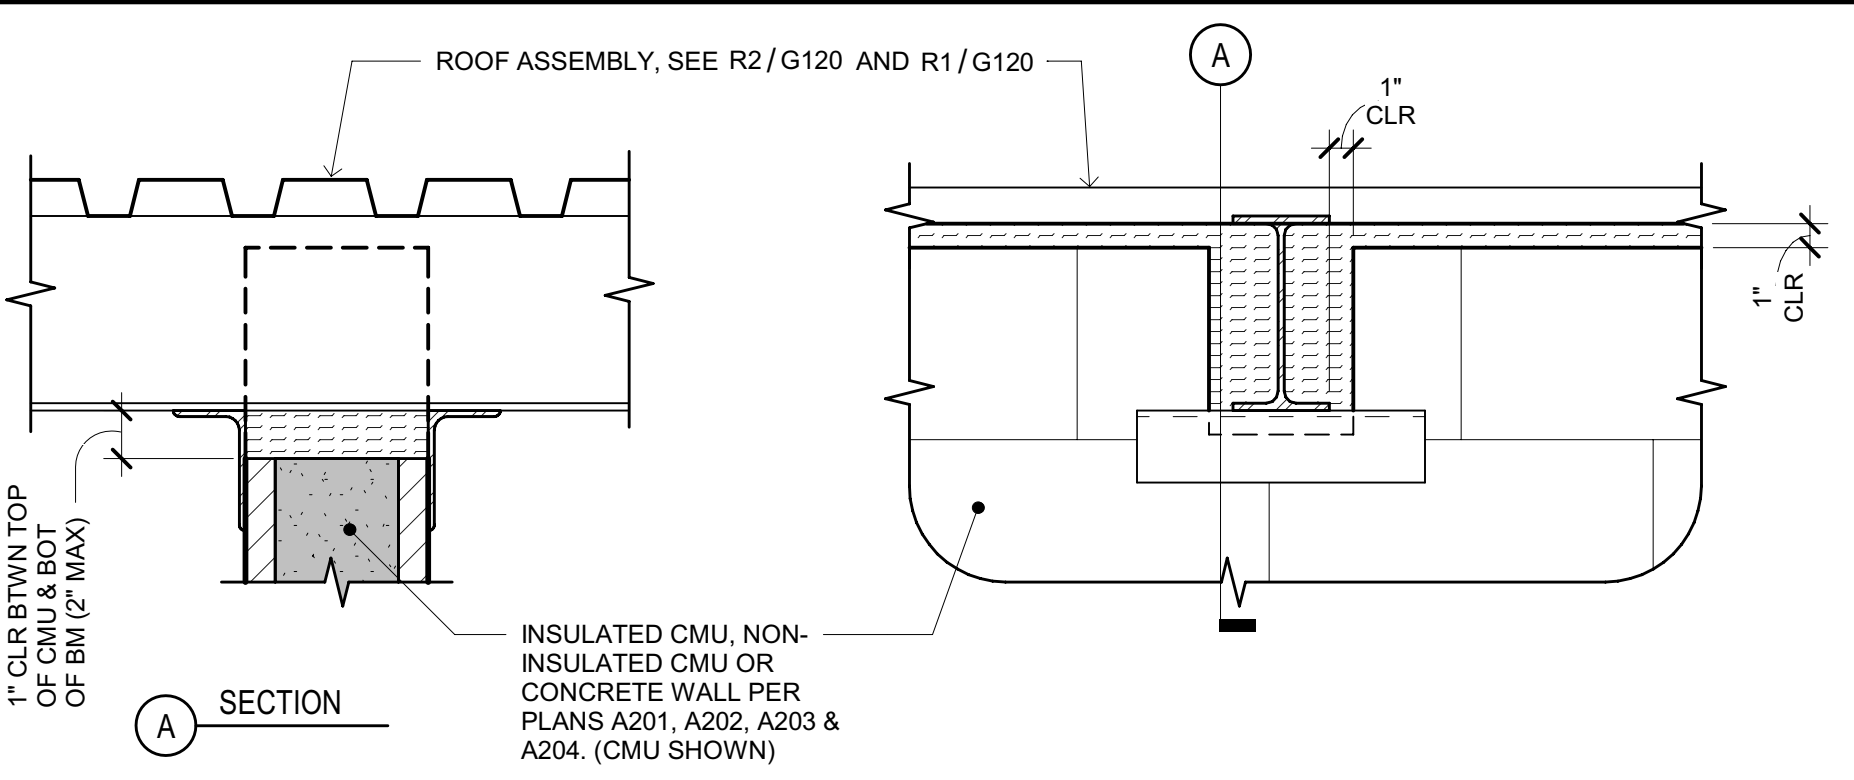 ROOF ASSEMBLY, SEE R2/G120 AND R1/G120
A
1"
CLR
1"
CLR
1" CLR BTWN TOP
OF CMU & BOT
OF BM (2" MAX)
INSULATED CMU, NON-
INSULATED CMU OR
CONCRETE WALL PER
PLANS A201, A202, A203 &
A204. (CMU SHOWN)
A SECTION